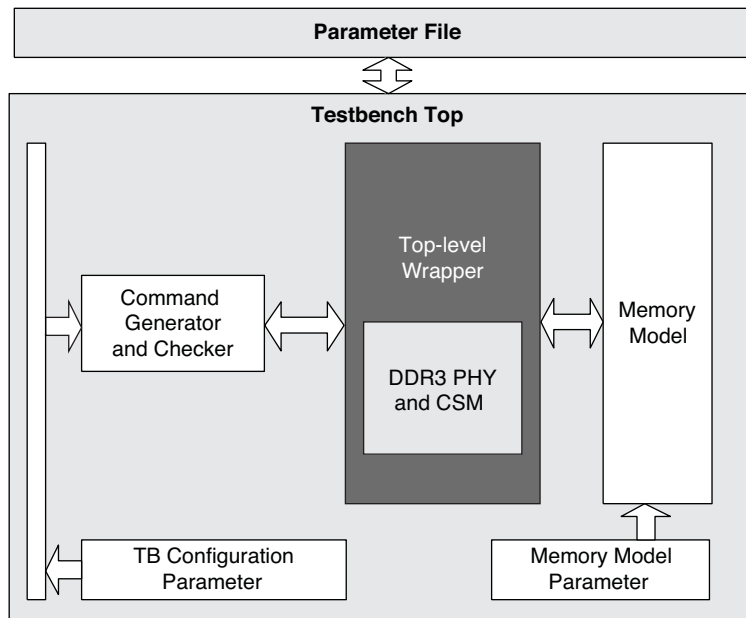 Parameter File
Testbench Top
Top-level
Wrapper
Command
Generator
and Checker
Memory
Model
DDR3 PHY
and CSM
TB Configuration
Parameter
Memory Model
Parameter